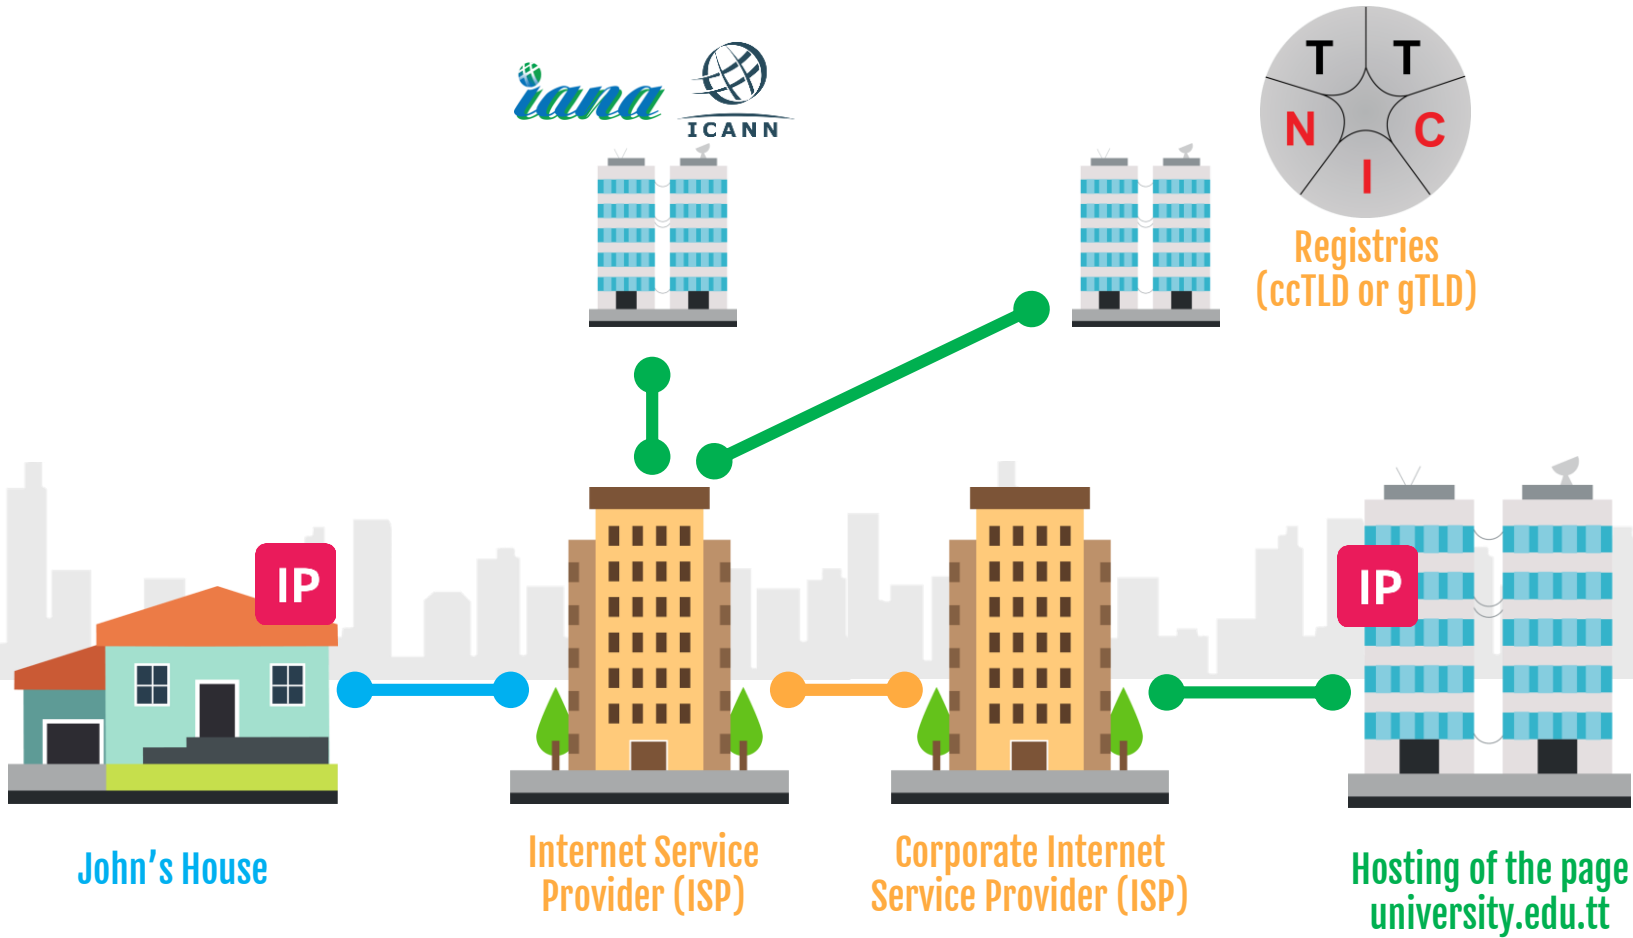 iana
ICANN
T T
N C
I
Registries
(ccTLD or gTLD)
IP
IP
John’s House
Internet Service
Provider (ISP)
Corporate Internet
Service Provider (ISP)
Hosting of the page
university.edu.tt